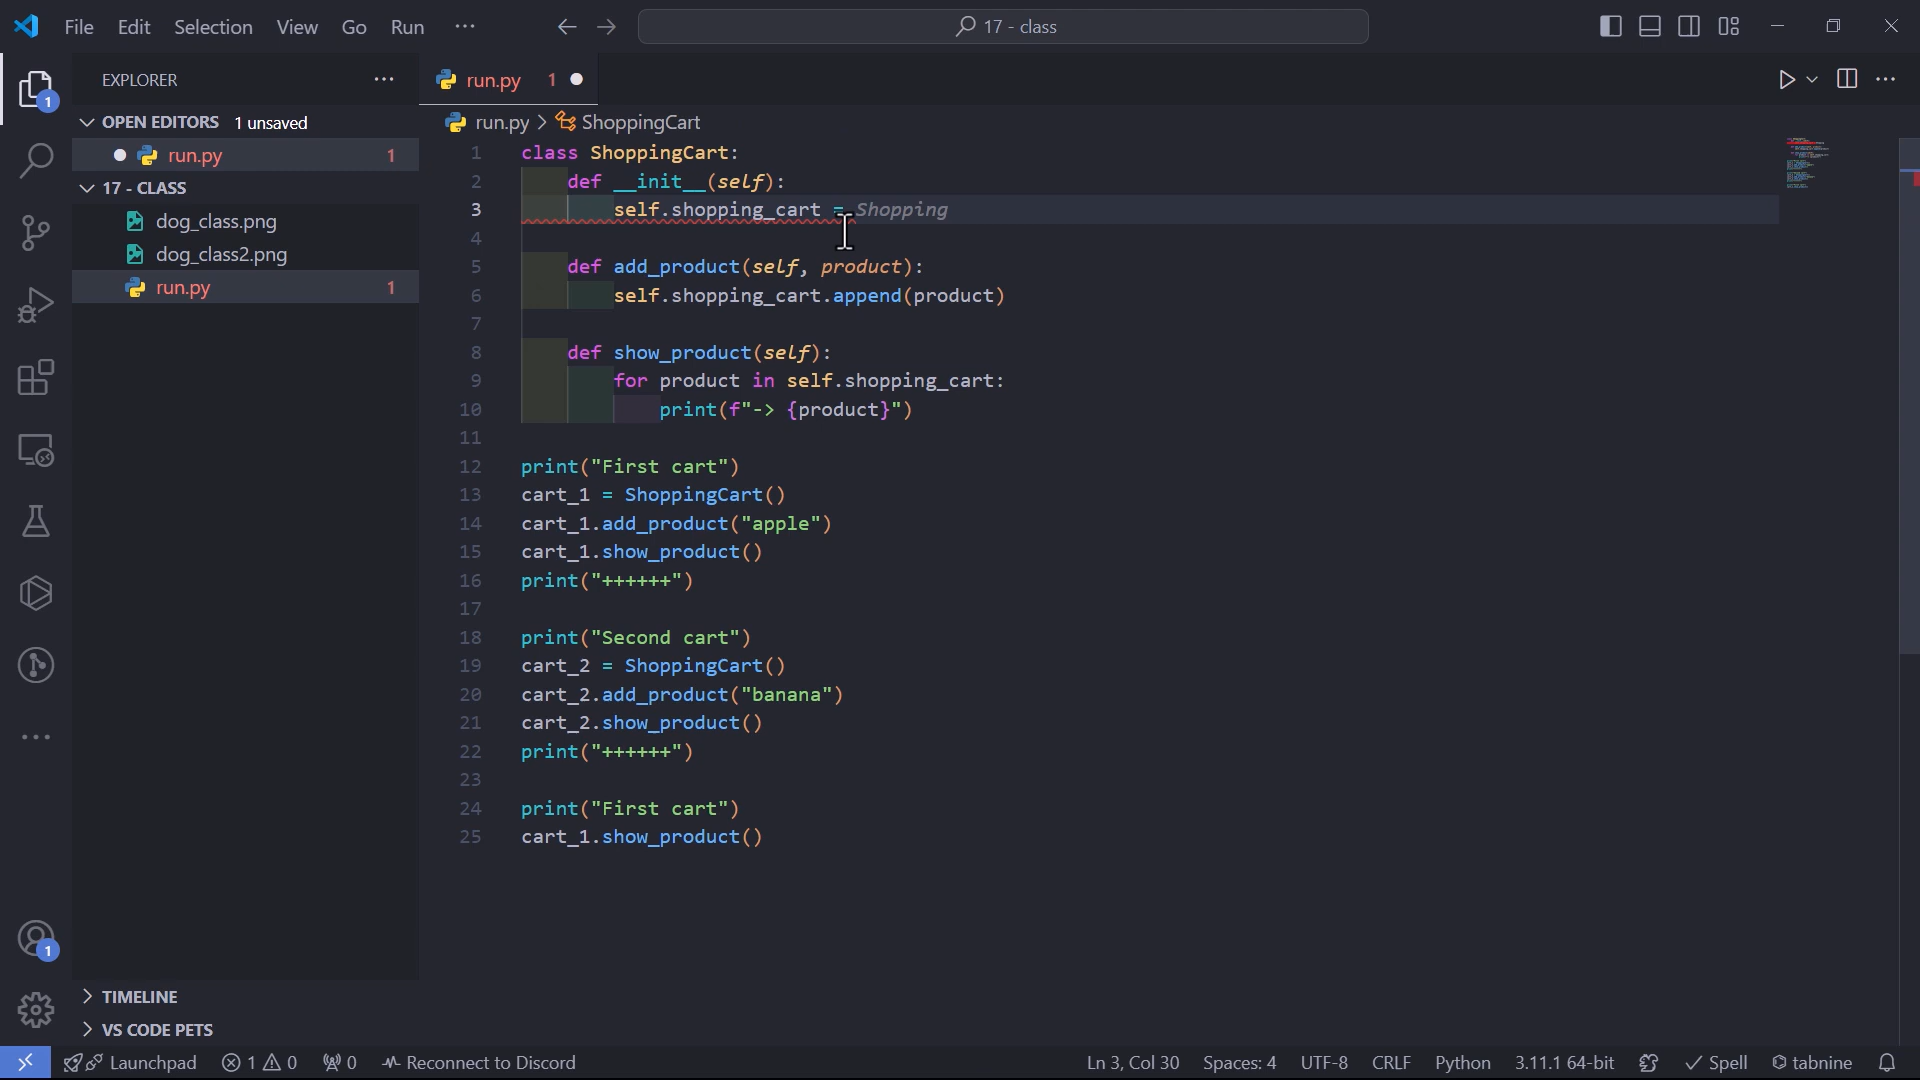 File Edit Selection View Go Run ···
17 - class
EXPLORER ···
run.py 1
OPEN EDITORS 1 unsaved
run.py 1
17 - CLASS
dog_class.png
dog_class2.png
run.py 1
run.py > ShoppingCart
1 class ShoppingCart:
2 def __init__(self):
3 self.shopping_cart = Shopping
4
5 def add_product(self, product):
6 self.shopping_cart.append(product)
7
8 def show_product(self):
9 for product in self.shopping_cart:
10 print(f"-> {product}")
11
12 print("First cart")
13 cart_1 = ShoppingCart()
14 cart_1.add_product("apple")
15 cart_1.show_product()
16 print("++++++")
17
18 print("Second cart")
19 cart_2 = ShoppingCart()
20 cart_2.add_product("banana")
21 cart_2.show_product()
22 print("++++++")
23
24 print("First cart")
25 cart_1.show_product()
1
1
TIMELINE
VS CODE PETS
Launchpad 1 0 0 Reconnect to Discord Ln 3, Col 30 Spaces: 4 UTF-8 CRLF Python 3.11.1 64-bit Spell tabnine